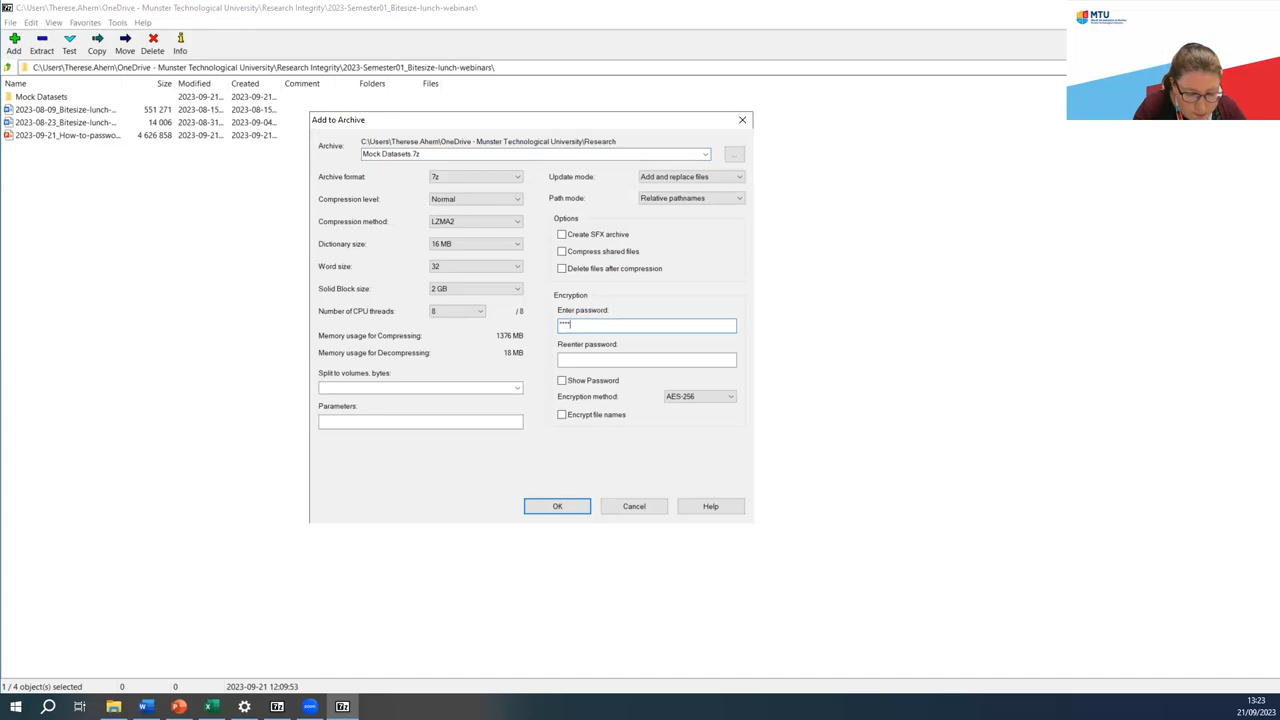 C:\Users\Therese.Ahern\OneDrive - Munster Technological University\Research Integrity\2023-Semester01_Bitesize-lunch-webinars\
File Edit View Favorites Tools Help
Add Extract Test Copy Move Delete Info
C:\Users\Therese.Ahern\OneDrive - Munster Technological University\Research Integrity\2023-Semester01_Bitesize-lunch-webinars\
Name Size Modified Created Comment Folders Files
Mock Datasets 2023-09-21... 2023-09-21...
2023-08-09_Bitesize-lunch-... 551 271 2023-08-15... 2023-08-15...
2023-08-23_Bitesize-lunch-... 14 006 2023-08-31... 2023-09-04...
2023-09-21_How-to-passwo... 4 626 858 2023-09-21... 2023-09-21...
Add to Archive
Archive: C:\Users\Therese.Ahern\OneDrive - Munster Technological University\Research
Mock Datasets.7z ...
Archive format: 7z
Compression level: Normal
Compression method: LZMA2
Dictionary size: 16 MB
Word size: 32
Solid Block size: 2 GB
Number of CPU threads: 8 / 8
Memory usage for Compressing: 1376 MB
Memory usage for Decompressing: 18 MB
Split to volumes, bytes:
Parameters:
Update mode: Add and replace files
Path mode: Relative pathnames
Options
Create SFX archive
Compress shared files
Delete files after compression
Encryption
Enter password:
****
Reenter password:
Show Password
Encryption method: AES-256
Encrypt file names
OK Cancel Help
1 / 4 object(s) selected 0 0 2023-09-21 12:09:53
MTU
13:23
21/09/2023